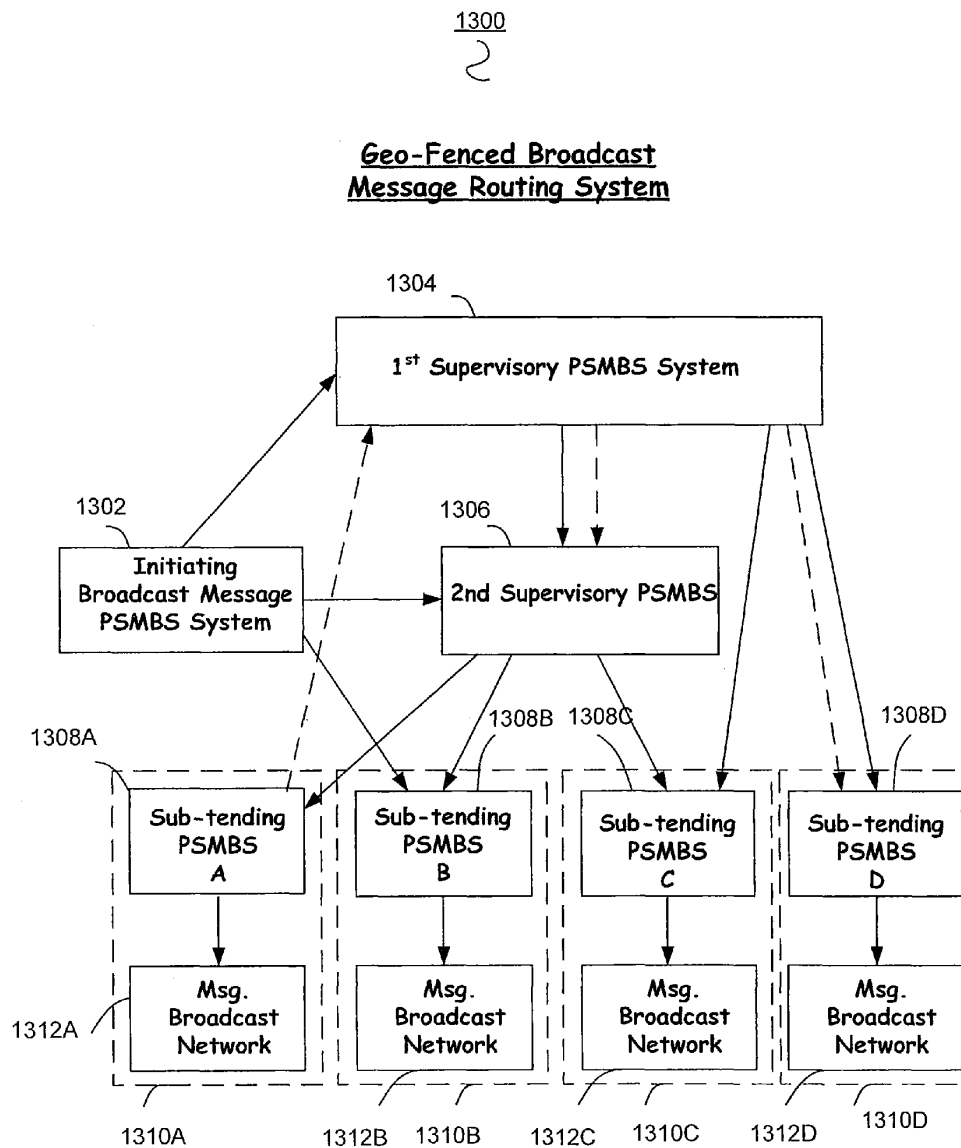 1300
Geo-Fenced Broadcast
Message Routing System
1304
1st Supervisory PSMBS System
1302
1306
Initiating
Broadcast Message
PSMBS System
2nd Supervisory PSMBS
1308A
1308B
1308C
1308D
Sub-tending
PSMBS
A
Sub-tending
PSMBS
B
Sub-tending
PSMBS
C
Sub-tending
PSMBS
D
Msg.
Broadcast
Network
Msg.
Broadcast
Network
Msg.
Broadcast
Network
Msg.
Broadcast
Network
1312A
1310A
1312B
1310B
1312C
1310C
1312D
1310D